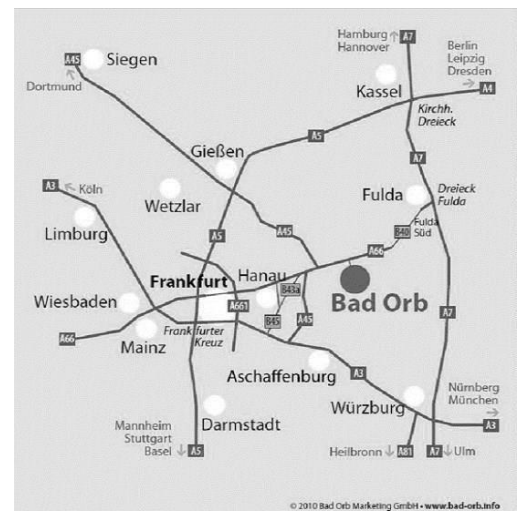 Hamburg
Hannover
A7
Berlin
Leipzig
Dresden
A45
Siegen
Dortmund
Kassel
A4
Kirchh.
Dreieck
A5
Gießen
A7
A3
Köln
Wetzlar
Fulda
Dreieck
Fulda
Limburg
A45
B40
Fulda
Süd
A5
A66
Frankfurt
Hanau
B43a
Wiesbaden
A661
Bad Orb
B45
A45
A7
A66
Mainz
Frankfurter
Kreuz
Aschaffenburg
A3
Nürnberg
München
Würzburg
Mannheim
Stuttgart
Basel
A5
Darmstadt
A3
Heilbronn
A81
A7
Ulm
© 2010 Bad Orb Marketing GmbH • www.bad-orb.info